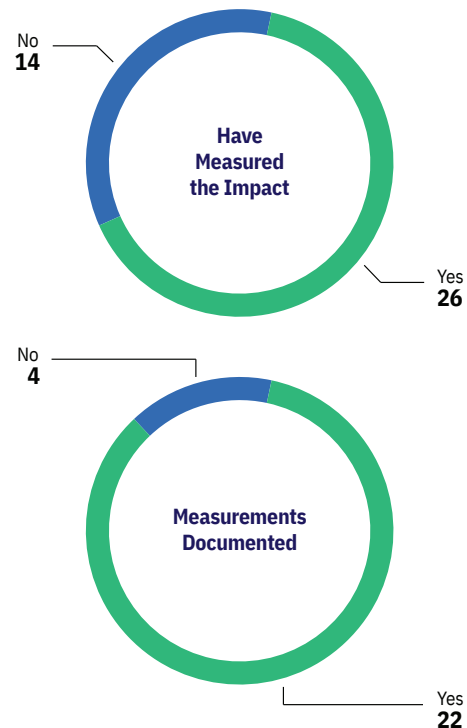 No
14
Have
Measured
the Impact
Yes
26
No
4
Measurements
Documented
Yes
22